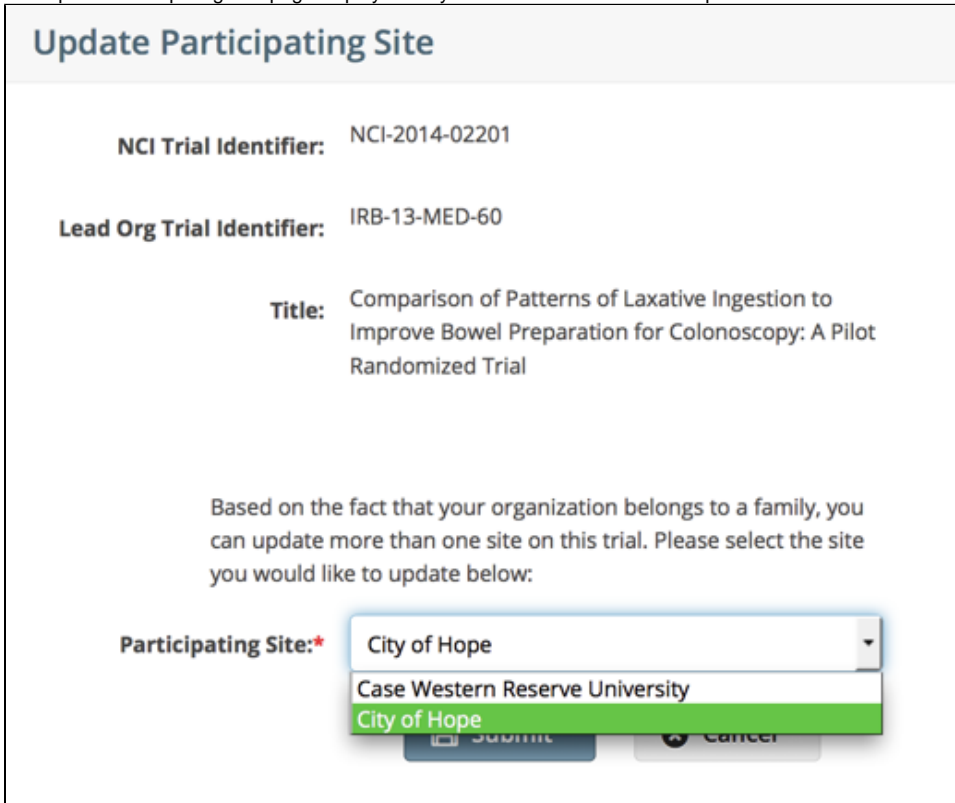 Update Participating Site
NCI Trial Identifier: NCI-2014-02201
Lead Org Trial Identifier: IRB-13-MED-60
Title: Comparison of Patterns of Laxative Ingestion to
Improve Bowel Preparation for Colonoscopy: A Pilot
Randomized Trial
Based on the fact that your organization belongs to a family, you
can update more than one site on this trial. Please select the site
you would like to update below:
Participating Site:* City of Hope
Case Western Reserve University
City of Hope
Submit Cancel